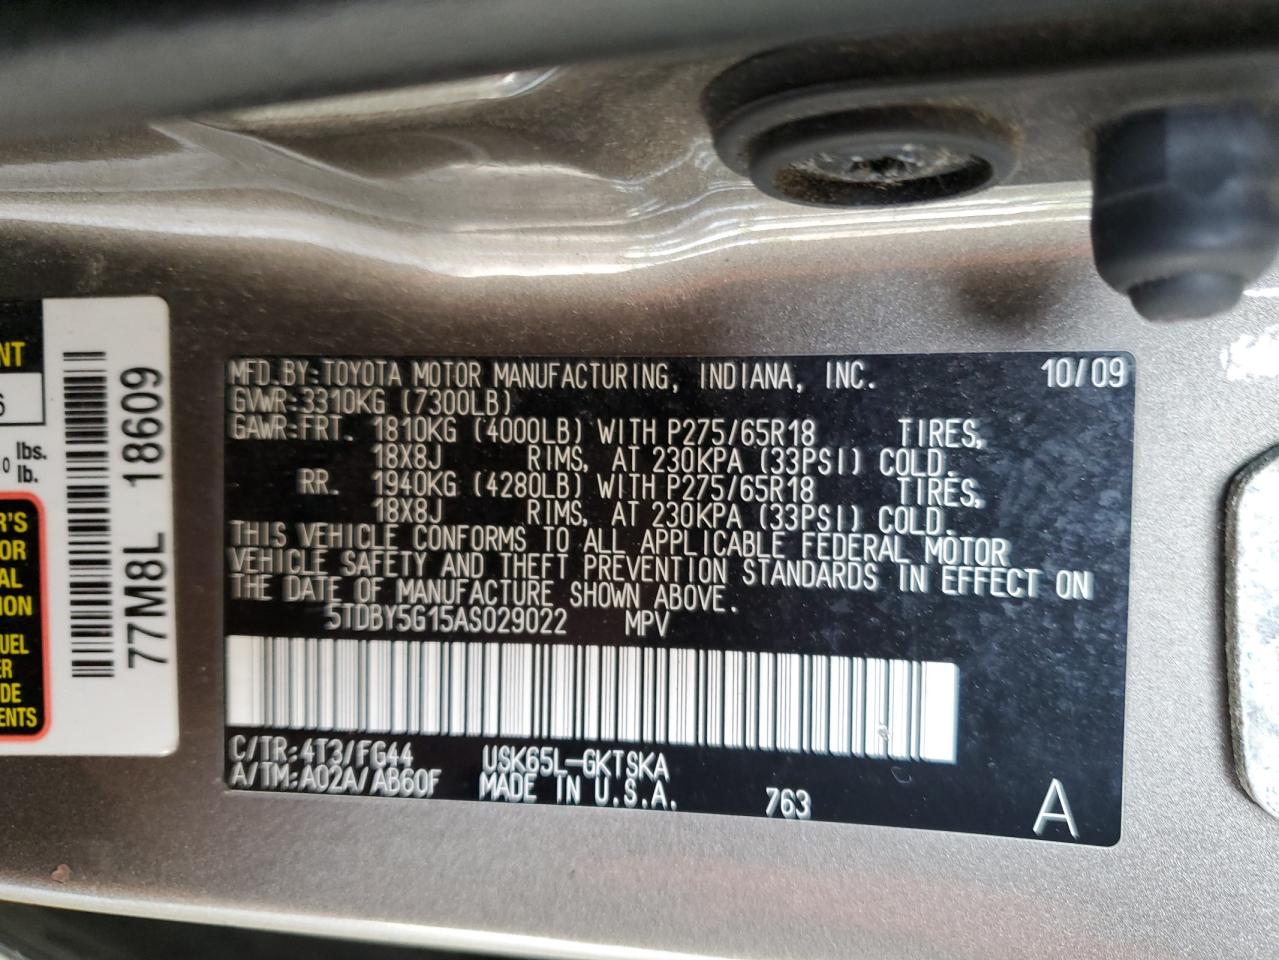 MFD.BY:TOYOTA MOTOR MANUFACTURING, INDIANA, INC. 10/09
GVWR:3310KG (7300LB)
GAWR:FRT. 1810KG (4000LB) WITH P275/65R18 TIRES,
18X8J RIMS, AT 230KPA (33PSI) COLD.
RR. 1940KG (4280LB) WITH P275/65R18 TIRES,
18X8J RIMS, AT 230KPA (33PSI) COLD.
THIS VEHICLE CONFORMS TO ALL APPLICABLE FEDERAL MOTOR
VEHICLE SAFETY AND THEFT PREVENTION STANDARDS IN EFFECT ON
THE DATE OF MANUFACTURE SHOWN ABOVE.
5TDBY5G15AS029022 MPV
C/TR:4T3/FG44 USK65L-GKTSKA
A/TM:A02A/AB60F MADE IN U.S.A. 763 A
77M8L 18609
NT
6
0 lbs.
lb.
R'S
OR
AL
ION
UEL
ER
DE
ENTS